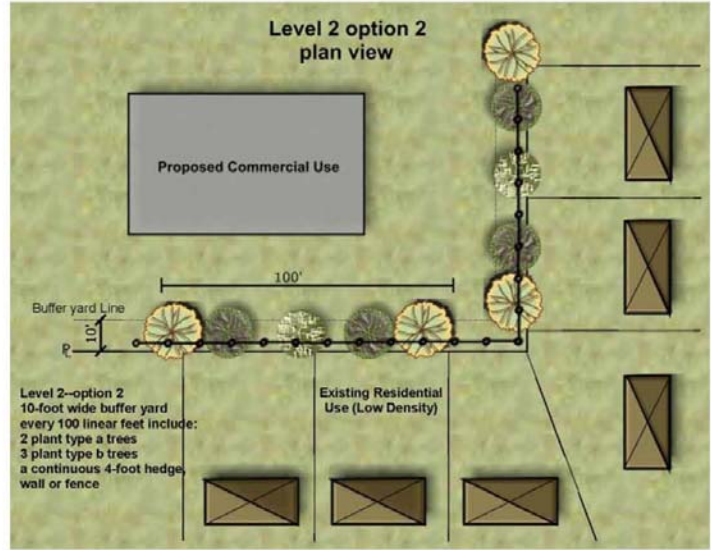 Level 2 option 2
plan view
Proposed Commercial Use
100'
Buffer yard Line
10'
℄
Level 2--option 2
10-foot wide buffer yard
every 100 linear feet include:
2 plant type a trees
3 plant type b trees
a continuous 4-foot hedge,
wall or fence
Existing Residential
Use (Low Density)